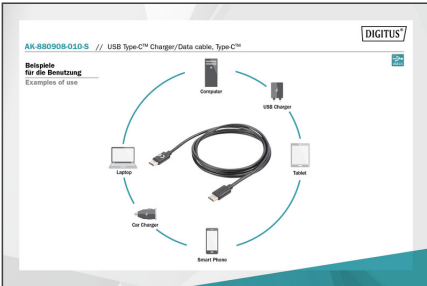 DIGITUS®
AK-880908-010-S // USB Type-C™ Charger/Data cable, Type-C™
Beispiele
für die Benutzung
Examples of use
Computer
USB Charger
Laptop
Tablet
Car Charger
Smart Phone